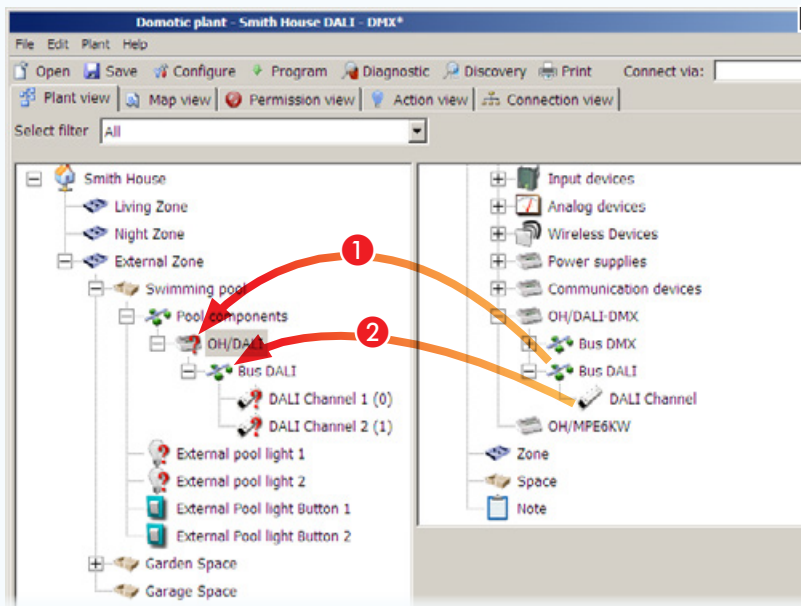 Domotic plant - Smith House DALI - DMX*
File Edit Plant Help
Open Save Configure Program Diagnostic Discovery Print Connect via:
Plant view Map view Permission view Action view Connection view
Select filter All
Smith House
Living Zone
Night Zone
External Zone
Swimming pool
Pool components
OH/DALI
Bus DALI
DALI Channel 1 (0)
DALI Channel 2 (1)
External pool light 1
External pool light 2
External Pool light Button 1
External Pool light Button 2
Garden Space
Garage Space
1
2
Input devices
Analog devices
Wireless Devices
Power supplies
Communication devices
OH/DALI-DMX
Bus DMX
Bus DALI
DALI Channel
OH/MPE6KW
Zone
Space
Note